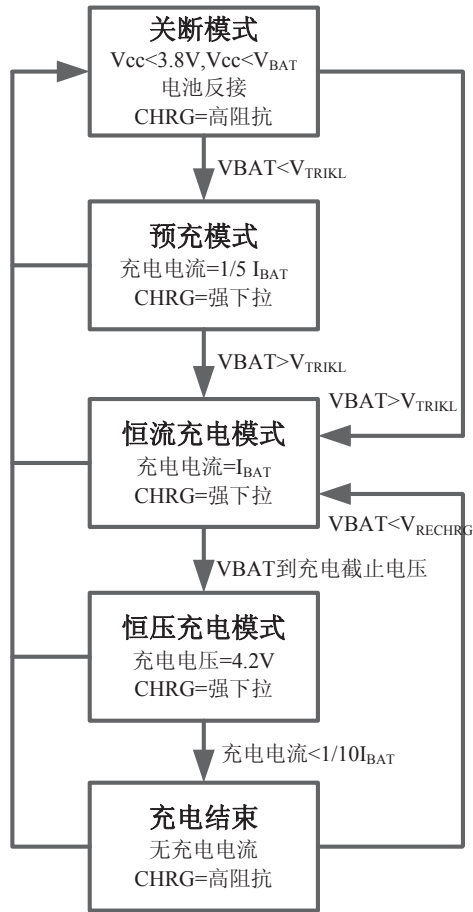 关断模式
Vcc<3.8V,Vcc<VBAT
电池反接
CHRG=高阻抗
VBAT<VTRIKL
预充模式
充电电流=1/5 IBAT
CHRG=强下拉
VBAT>VTRIKL
VBAT>VTRIKL
恒流充电模式
充电电流=IBAT
CHRG=强下拉
VBAT<VRECHRG
VBAT到充电截止电压
恒压充电模式
充电电压=4.2V
CHRG=强下拉
充电电流<1/10IBAT
充电结束
无充电电流
CHRG=高阻抗